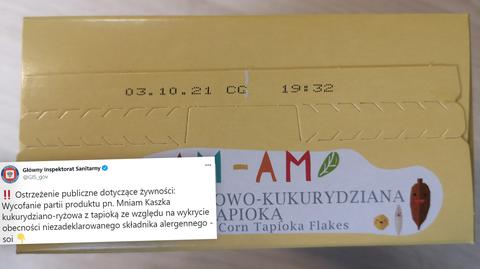 03.10.21 CG 19:32
AM-AM
OWO-KUKURYDZIANA
APIOKĄ
Corn Tapioka Flakes
Główny Inspektorat Sanitarny
@GIS_gov
‼ Ostrzeżenie publiczne dotyczące żywności:
Wycofanie partii produktu pn. Mniam Kaszka
kukurydziano-ryżowa z tapioką ze względu na wykrycie
obecności niezadeklarowanego składnika alergennego -
soi 👇